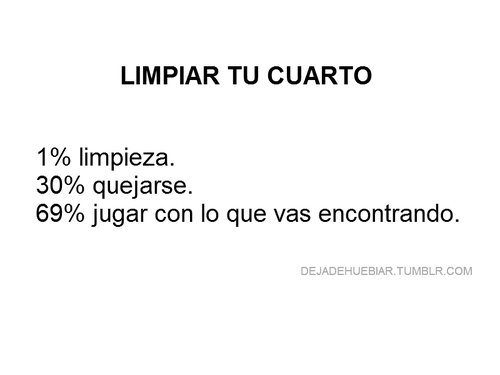 LIMPIAR TU CUARTO
1% limpieza.
30% quejarse.
69% jugar con lo que vas encontrando.
DEJADEHUEBIAR.TUMBLR.COM